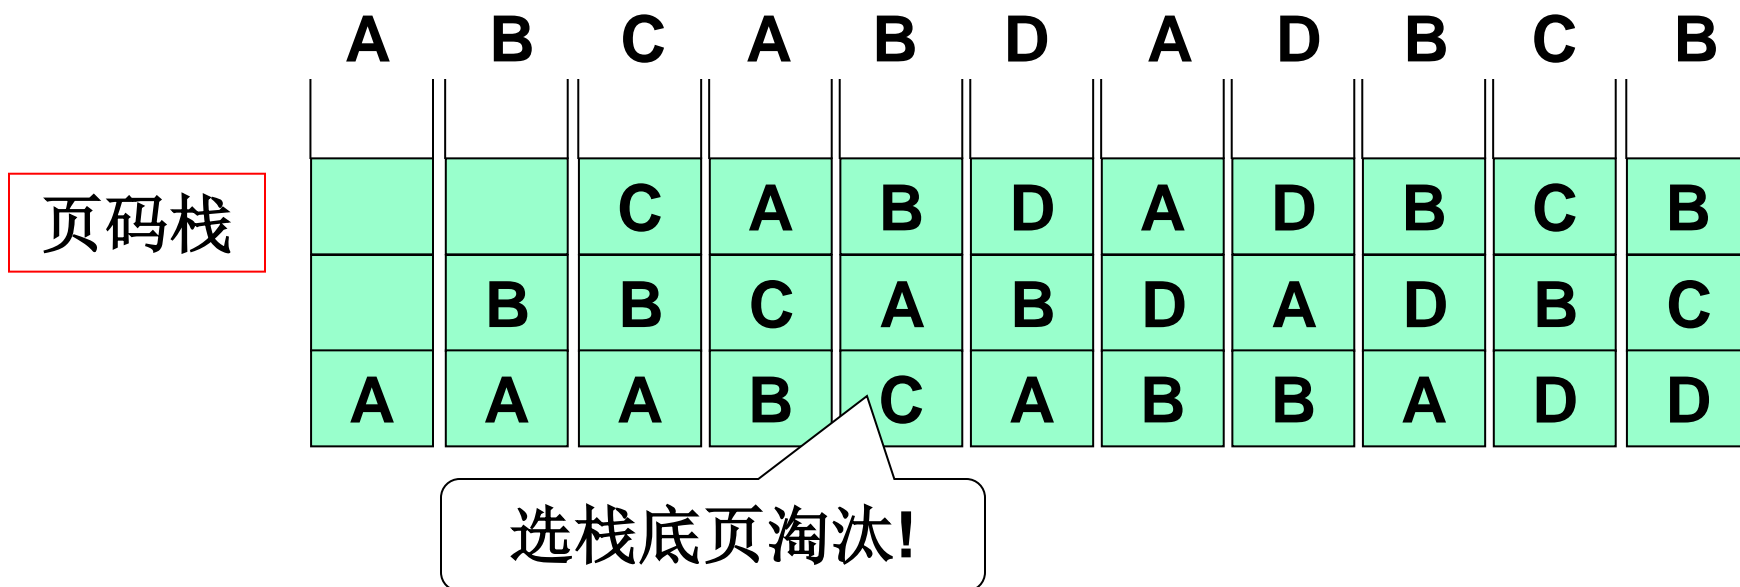 A B C A B D A D B C B
页码栈
C A B D A D B C B
B B C A B D A D B C
A A A B C A B B A D D
选栈底页淘汰!